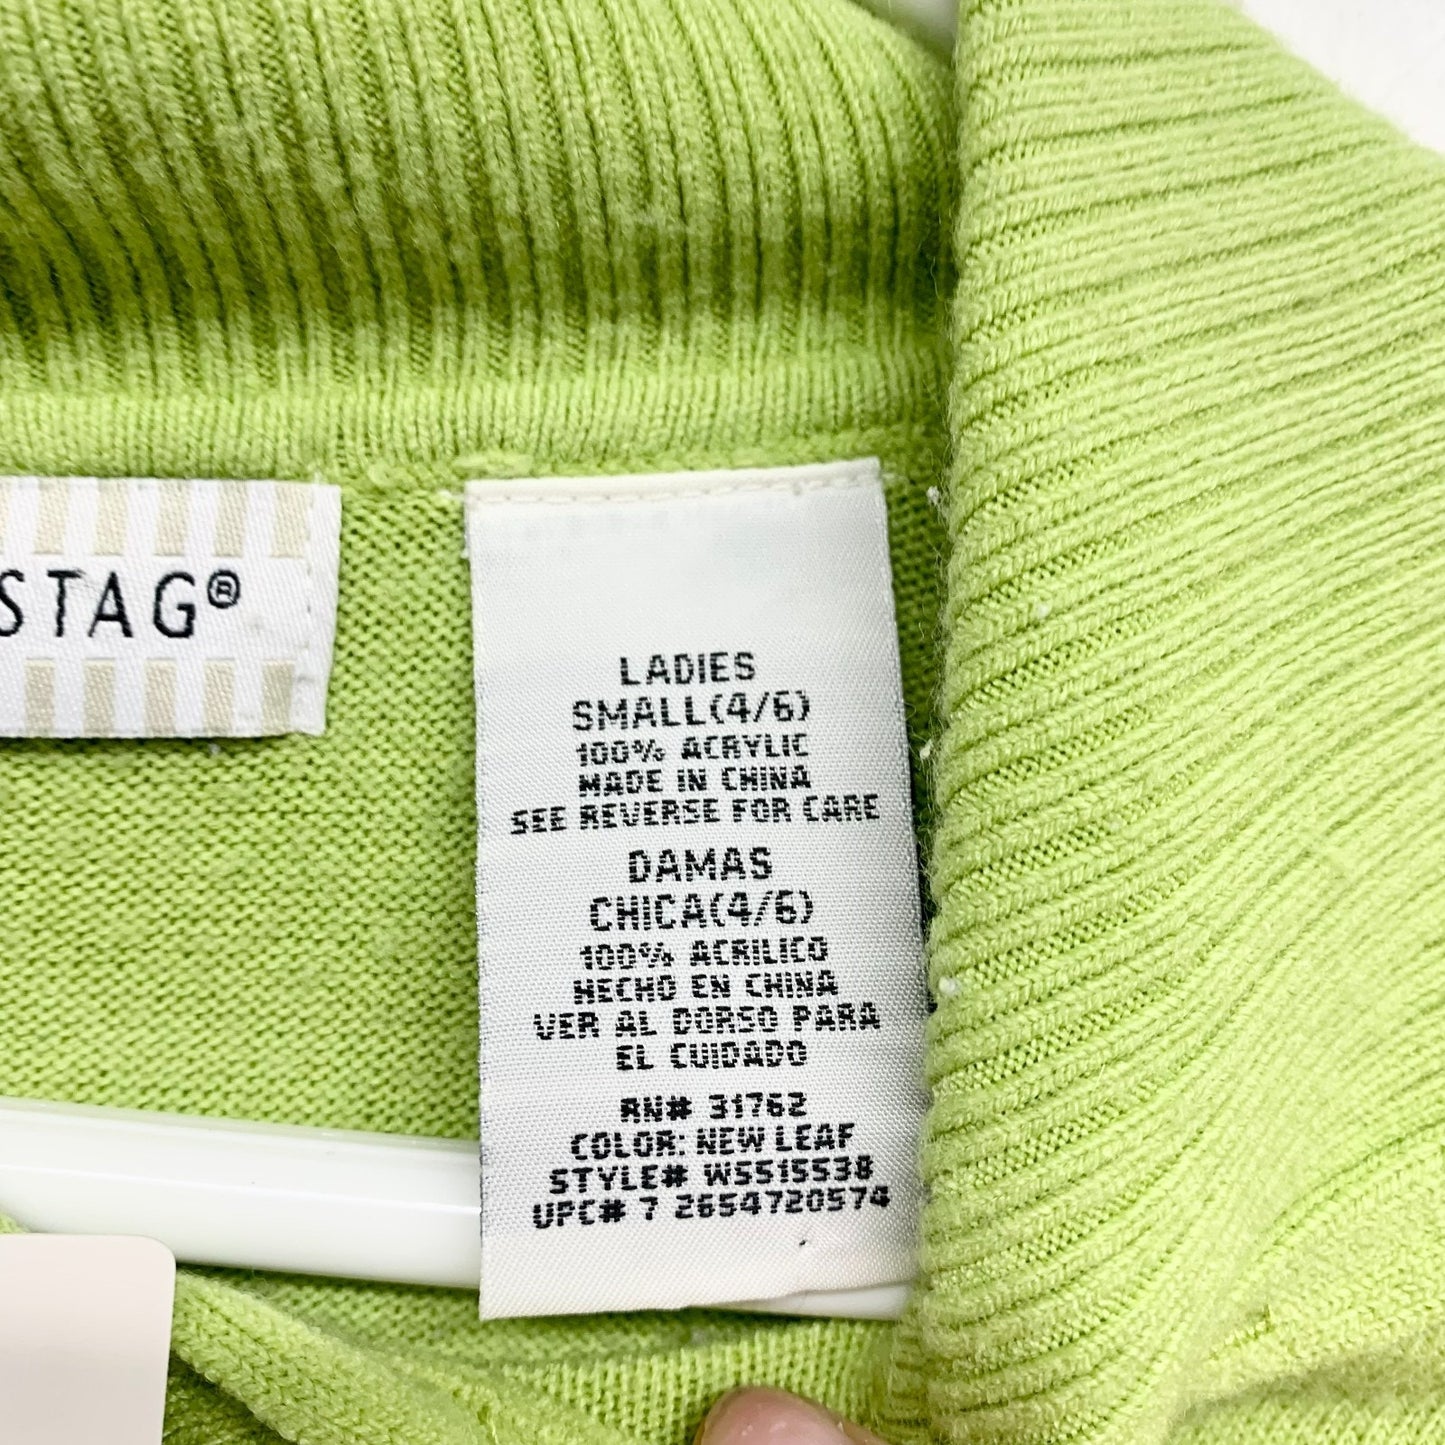 STAG®
LADIES
SMALL(4/6)
100% ACRYLIC
MADE IN CHINA
SEE REVERSE FOR CARE
DAMAS
CHICA(4/6)
100% ACRILICO
HECHO EN CHINA
VER AL DORSO PARA
EL CUIDADO
RN# 31762
COLOR: NEW LEAF
STYLE# WS515538
UPC# 7 2654720574